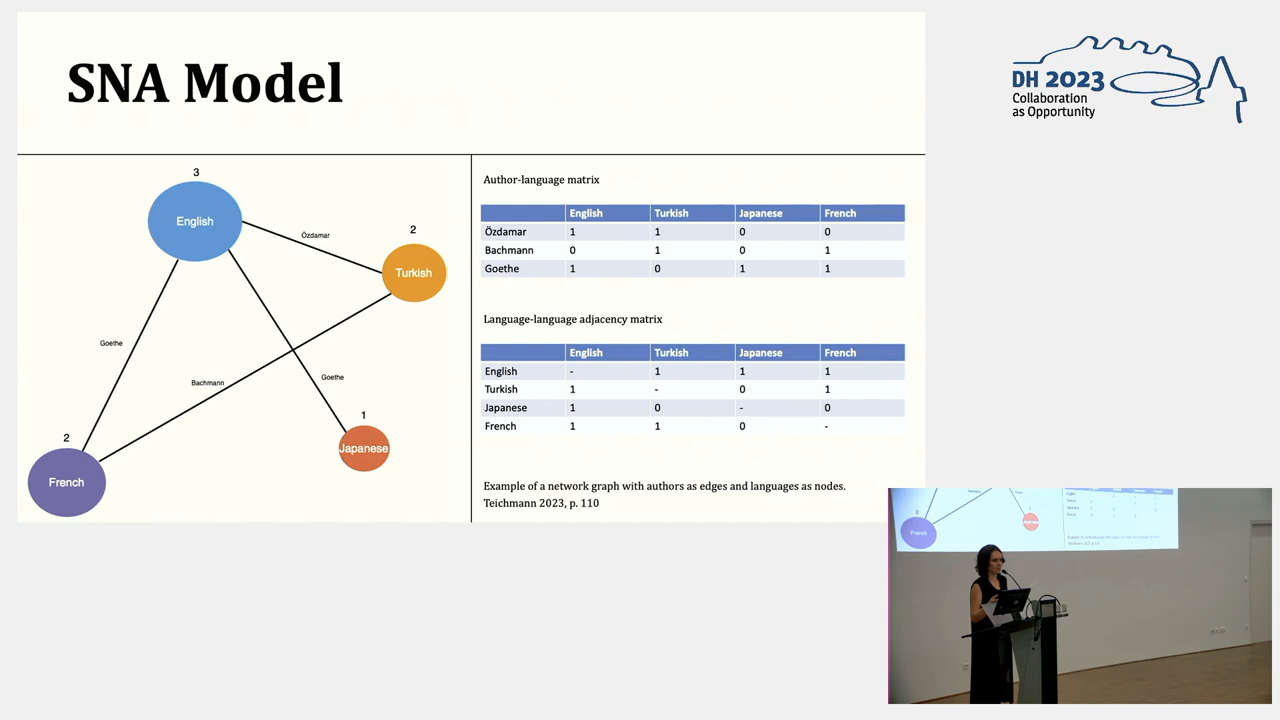 SNA Model
3
English
Özdamar
2
Turkish
Goethe
Bachmann
Goethe
1
Japanese
2
French
Author-language matrix
English Turkish Japanese French
Özdamar 1 1 0 0
Bachmann 0 1 0 1
Goethe 1 0 1 1
Language-language adjacency matrix
English Turkish Japanese French
English - 1 1 1
Turkish 1 - 0 1
Japanese 1 0 - 0
French 1 1 0 -
Example of a network graph with authors as edges and languages as nodes.
Teichmann 2023, p. 110
DH 2023
Collaboration
as Opportunity
French